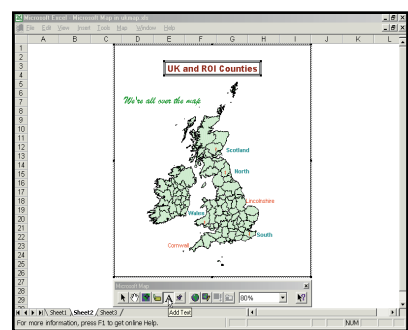 Microsoft Excel - Microsoft Map in ukmap.xls
File Edit View Insert Tools Map Window Help
A B C D E F G H I J K L
1
2
3
4
5
6
7
8
9
10
11
12
13
14
15
16
17
18
19
20
21
22
23
24
25
26
27
28
29
UK and ROI Counties
We're all over the map
Scotland
North
Lincolnshire
Wales
South
Cornwall
Microsoft Map
A 80%
Add Text
Sheet1 Sheet2 Sheet3
For more information, press F1 to get online Help.
NUM